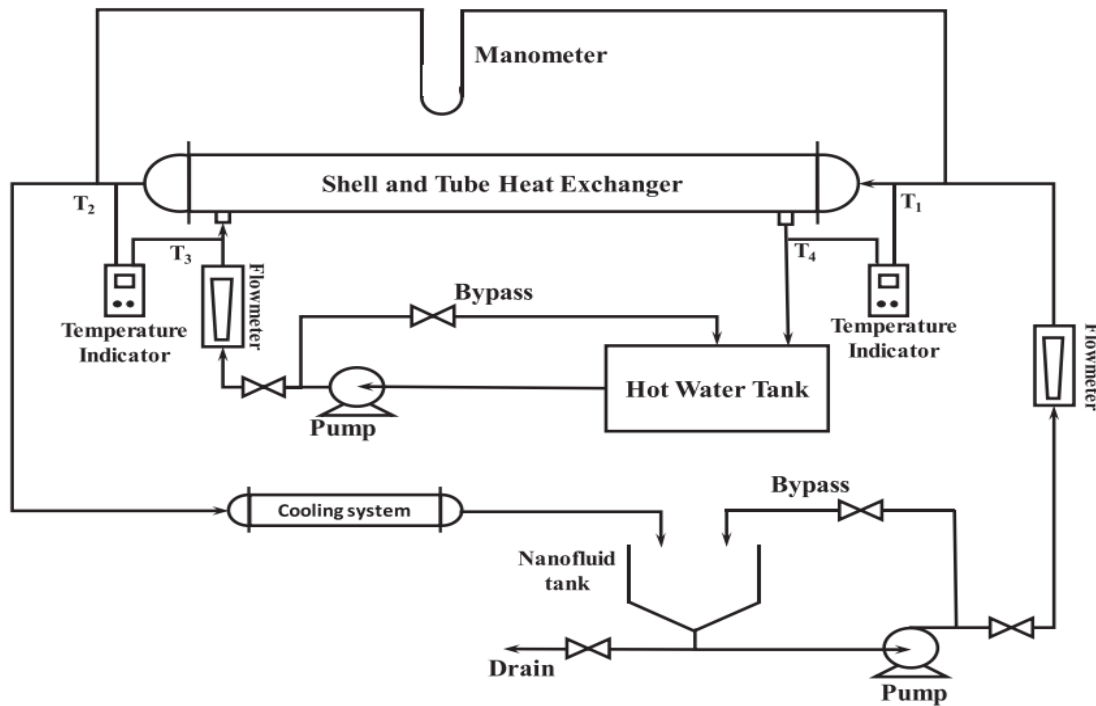 Manometer
Shell and Tube Heat Exchanger
T₂
T₁
T₃
T₄
Flowmeter
Bypass
Temperature
Indicator
Temperature
Indicator
Flowmeter
Hot Water Tank
Pump
Bypass
Cooling system
Nanofluid
tank
Drain
Pump